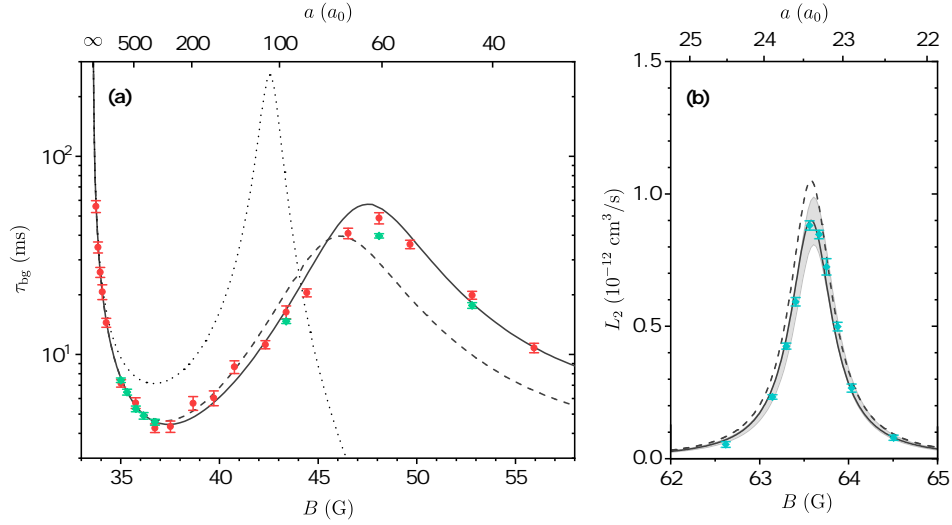 a (a₀)
∞ 500 200 100 60 40
(a)
τ_bg (ms)
10²
10¹
35 40 45 50 55
B (G)
a (a₀)
25 24 23 22
(b)
L₂ (10⁻¹² cm³/s)
1.5
1.0
0.5
0.0
62 63 64 65
B (G)